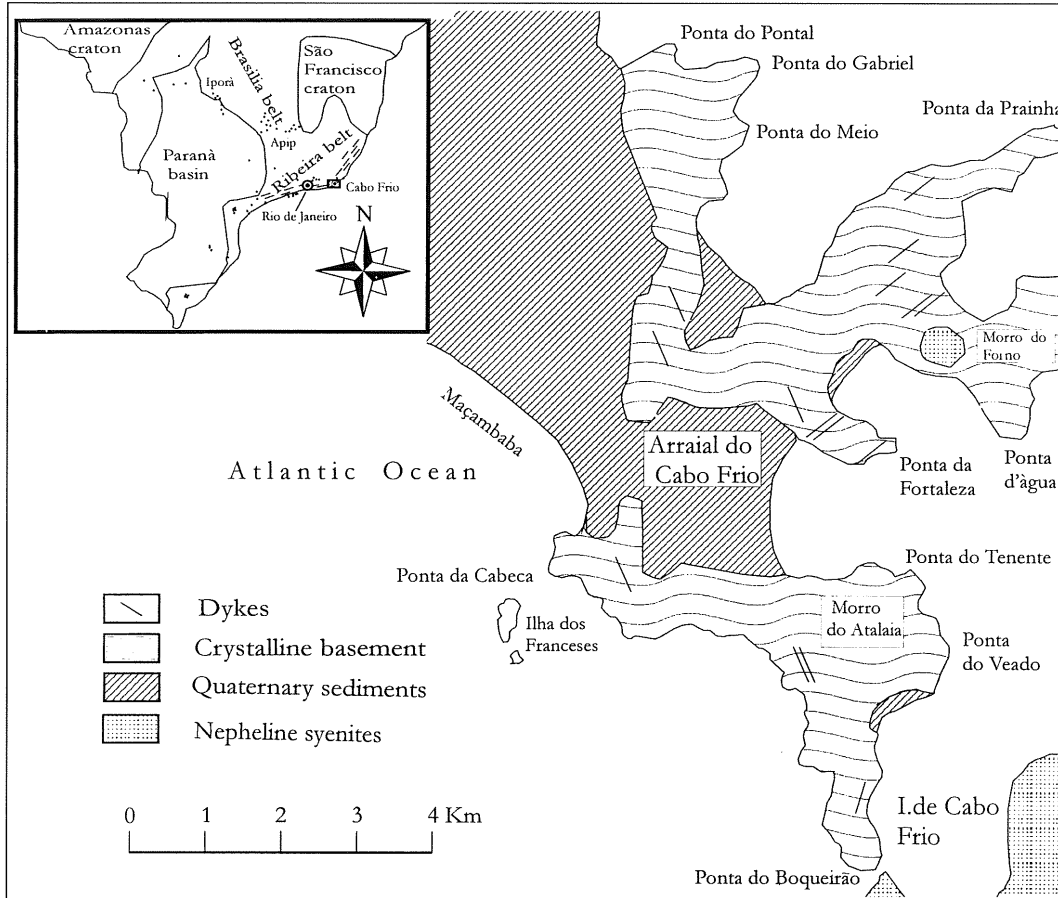 Amazonas
craton
Brasilia belt
São
Francisco
craton
Iporà
Apip
Paranà
basin
Ribeira belt
Cabo Frio
Rio de Janeiro
N
Ponta do Pontal
Ponta do Gabriel
Ponta da Prainha
Ponta do Meio
Morro do
Forno
Maçambaba
Arraial do
Cabo Frio
Atlantic Ocean
Ponta da
Fortaleza
Ponta
d'àgua
Ponta da Cabeca
Ponta do Tenente
Ilha dos
Franceses
Morro
do Atalaia
Ponta
do Veado
Dykes
Crystalline basement
Quaternary sediments
Nepheline syenites
0 1 2 3 4 Km
I.de Cabo
Frio
Ponta do Boqueirão